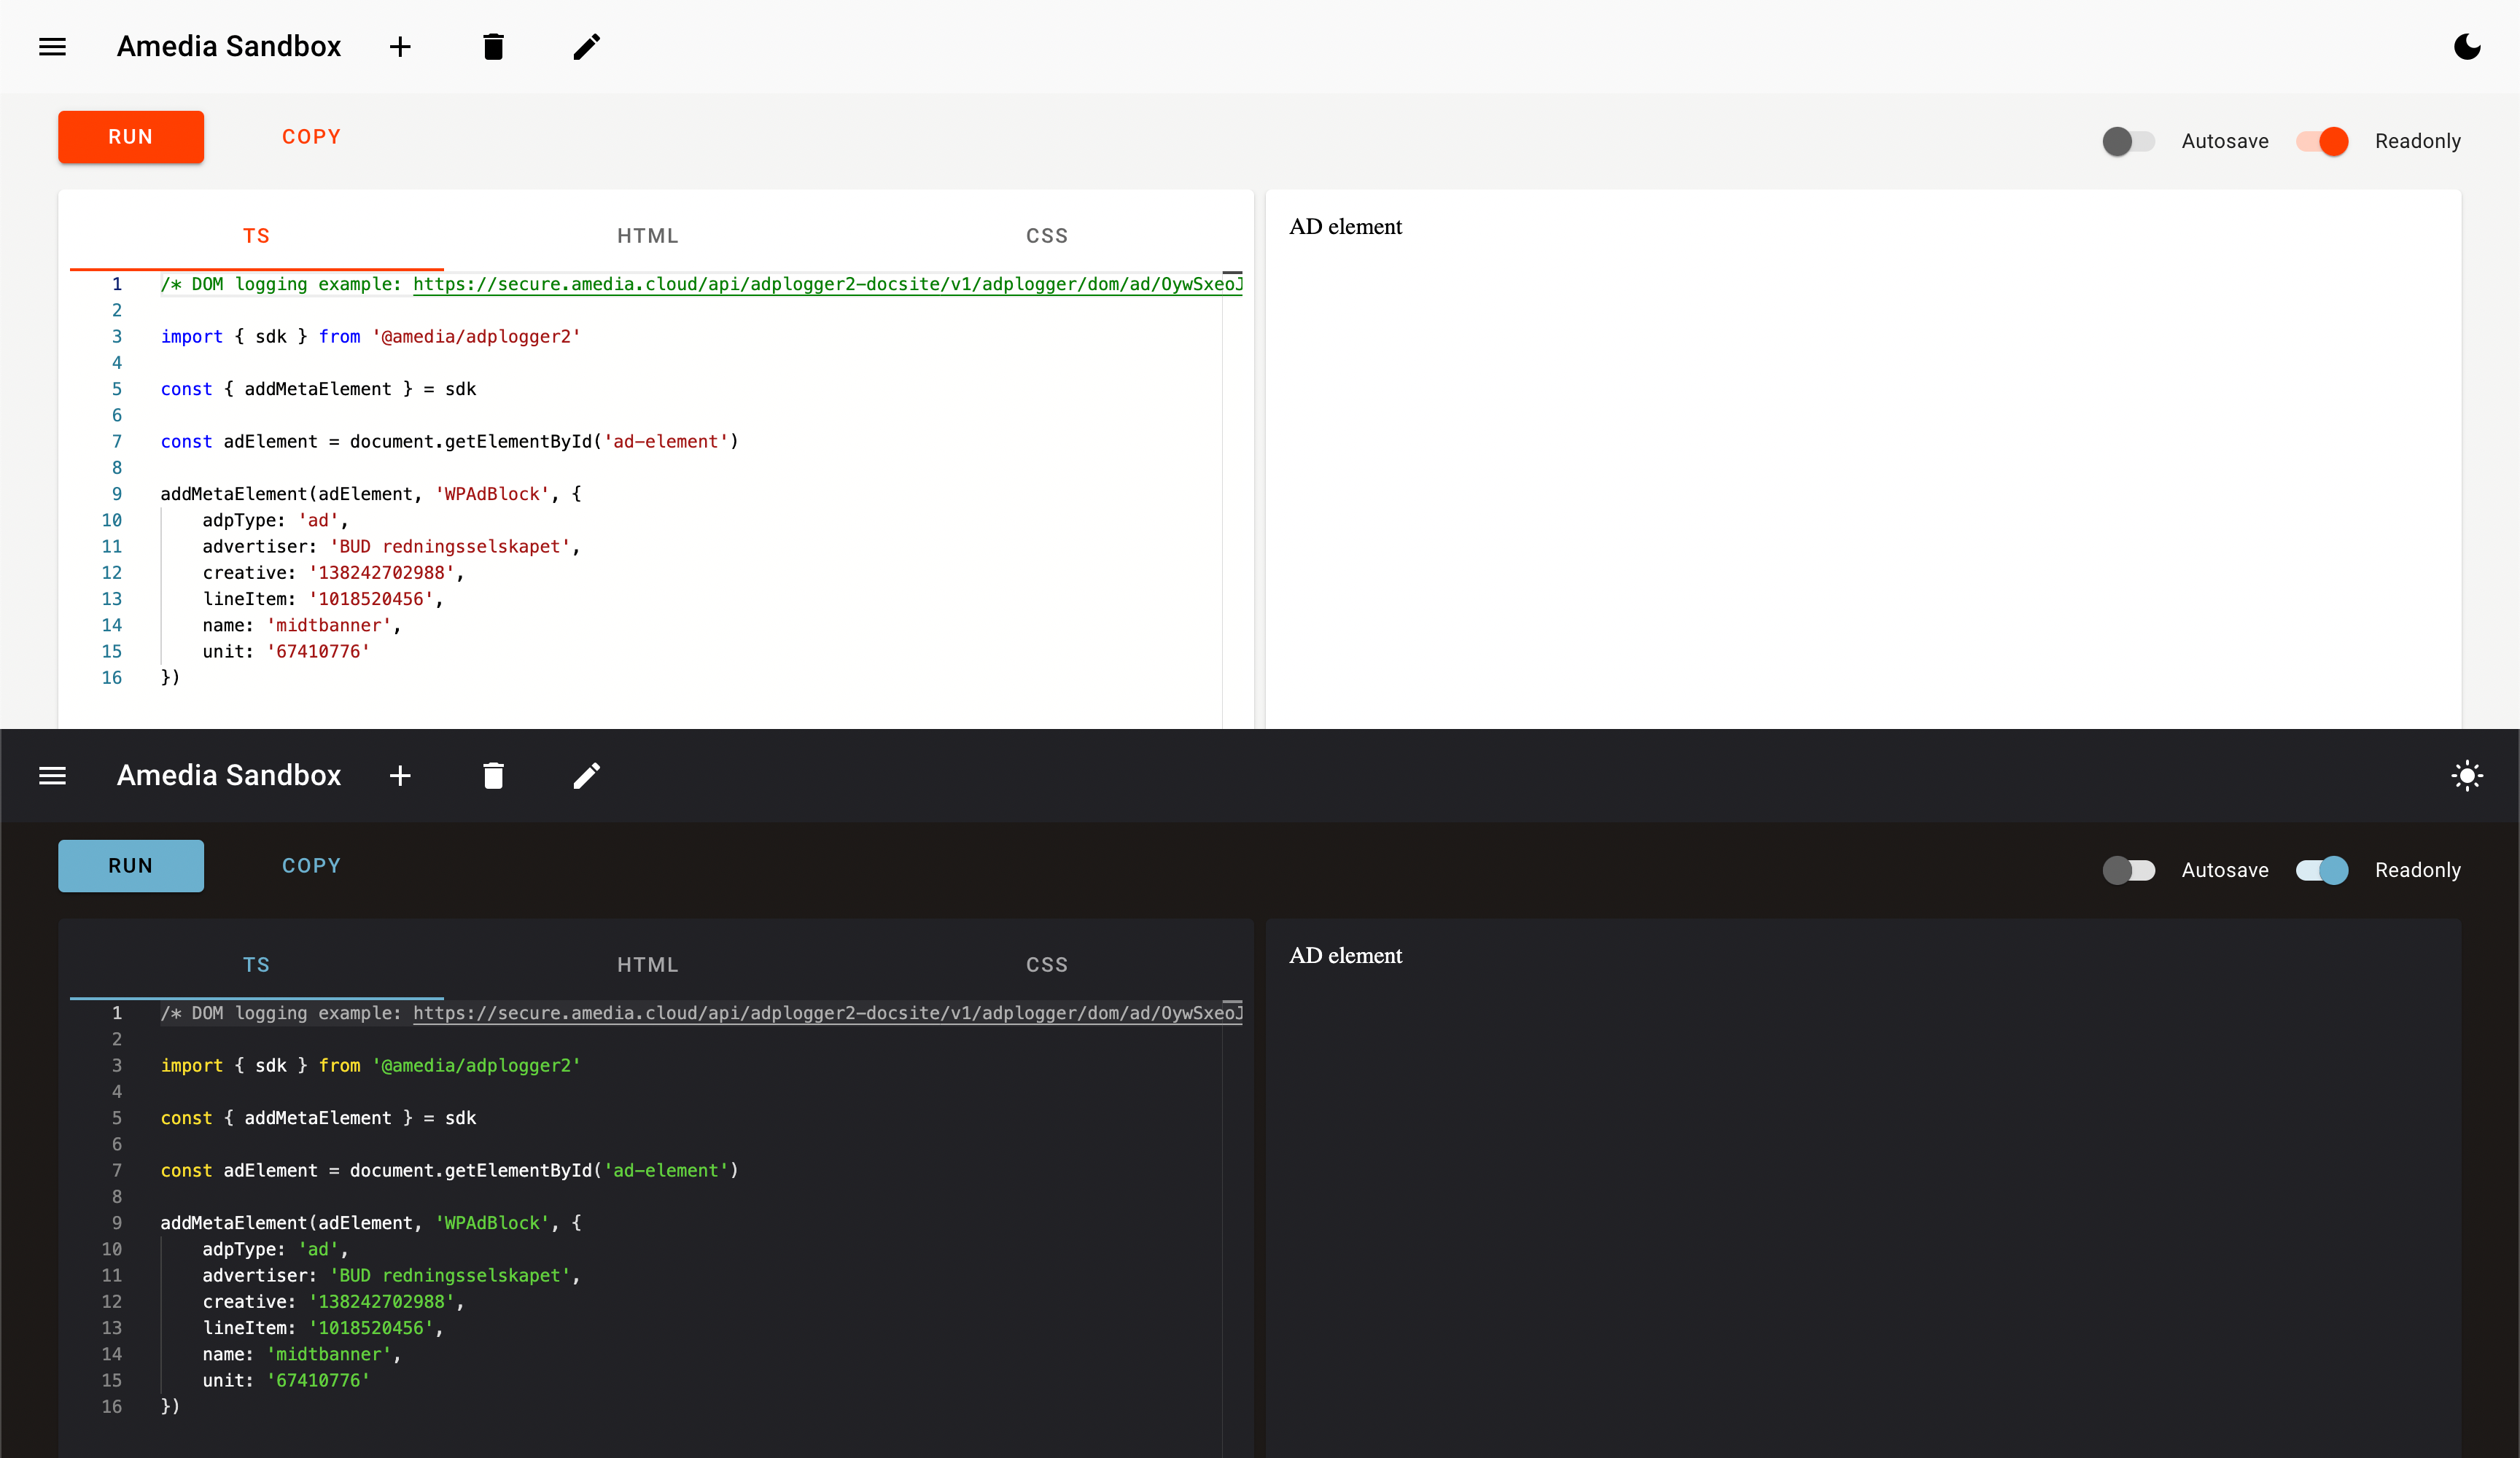 Amedia Sandbox
RUN COPY Autosave Readonly
TS HTML CSS
AD element
1 /* DOM logging example: https://secure.amedia.cloud/api/adplogger2-docsite/v1/adplogger/dom/ad/OywSxeoJ
2
3 import { sdk } from '@amedia/adplogger2'
4
5 const { addMetaElement } = sdk
6
7 const adElement = document.getElementById('ad-element')
8
9 addMetaElement(adElement, 'WPAdBlock', {
10 adpType: 'ad',
11 advertiser: 'BUD redningsselskapet',
12 creative: '138242702988',
13 lineItem: '1018520456',
14 name: 'midtbanner',
15 unit: '67410776'
16 })
Amedia Sandbox
RUN COPY Autosave Readonly
TS HTML CSS
AD element
1 /* DOM logging example: https://secure.amedia.cloud/api/adplogger2-docsite/v1/adplogger/dom/ad/OywSxeoJ
2
3 import { sdk } from '@amedia/adplogger2'
4
5 const { addMetaElement } = sdk
6
7 const adElement = document.getElementById('ad-element')
8
9 addMetaElement(adElement, 'WPAdBlock', {
10 adpType: 'ad',
11 advertiser: 'BUD redningsselskapet',
12 creative: '138242702988',
13 lineItem: '1018520456',
14 name: 'midtbanner',
15 unit: '67410776'
16 })